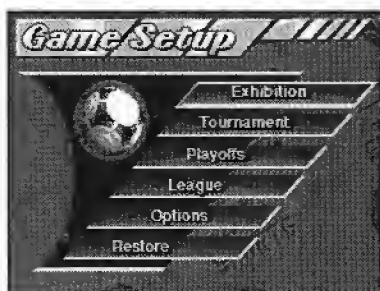 Game Setup
Exhibition
Tournament
Playoffs
League
Options
Restore